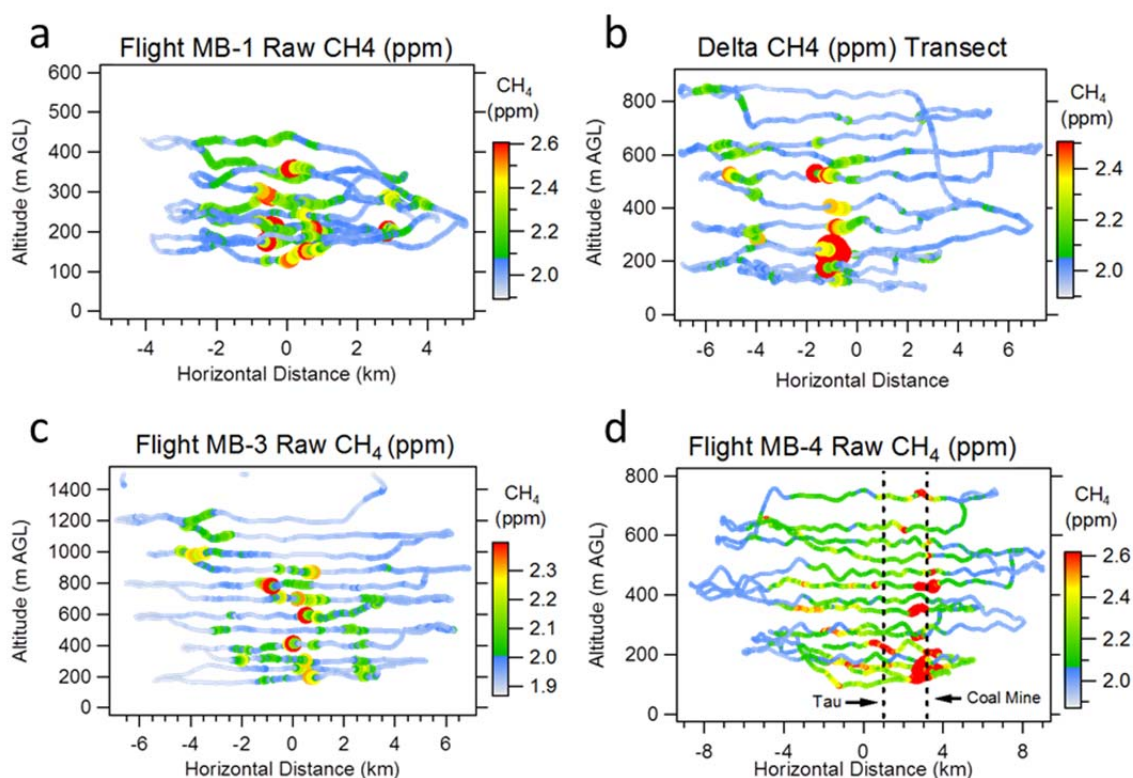 a
Flight MB-1 Raw CH4 (ppm)
600
500
400
300
200
100
0
Altitude (m AGL)
-4
-2
0
2
4
Horizontal Distance (km)
CH₄
(ppm)
2.6
2.4
2.2
2.0
b
Delta CH4 (ppm) Transect
800
600
400
200
0
Altitude (m AGL)
-6
-4
-2
0
2
4
6
Horizontal Distance
CH₄
(ppm)
2.4
2.2
2.0
c
Flight MB-3 Raw CH₄ (ppm)
1400
1200
1000
800
600
400
200
0
Altitude (m AGL)
-6
-4
-2
0
2
4
6
Horizontal Distance (km)
CH₄
(ppm)
2.3
2.2
2.1
2.0
1.9
d
Flight MB-4 Raw CH₄ (ppm)
800
600
400
200
0
Altitude (m AGL)
Tau
Coal Mine
-8
-4
0
4
8
Horizontal Distance (km)
CH₄
(ppm)
2.6
2.4
2.2
2.0